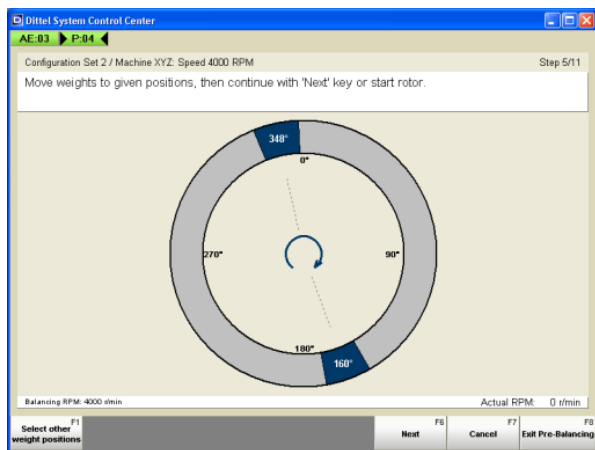 Dittel System Control Center
AE:03 P:04
Configuration Set 2 / Machine XYZ: Speed 4000 RPM Step 5/11
Move weights to given positions, then continue with 'Next' key or start rotor.
348°
0°
270° 90°
180°
160°
Balancing RPM: 4000 r/min Actual RPM: 0 r/min
F1 F6 F7 F8
Select other
weight positions Next Cancel Exit Pre-Balancing